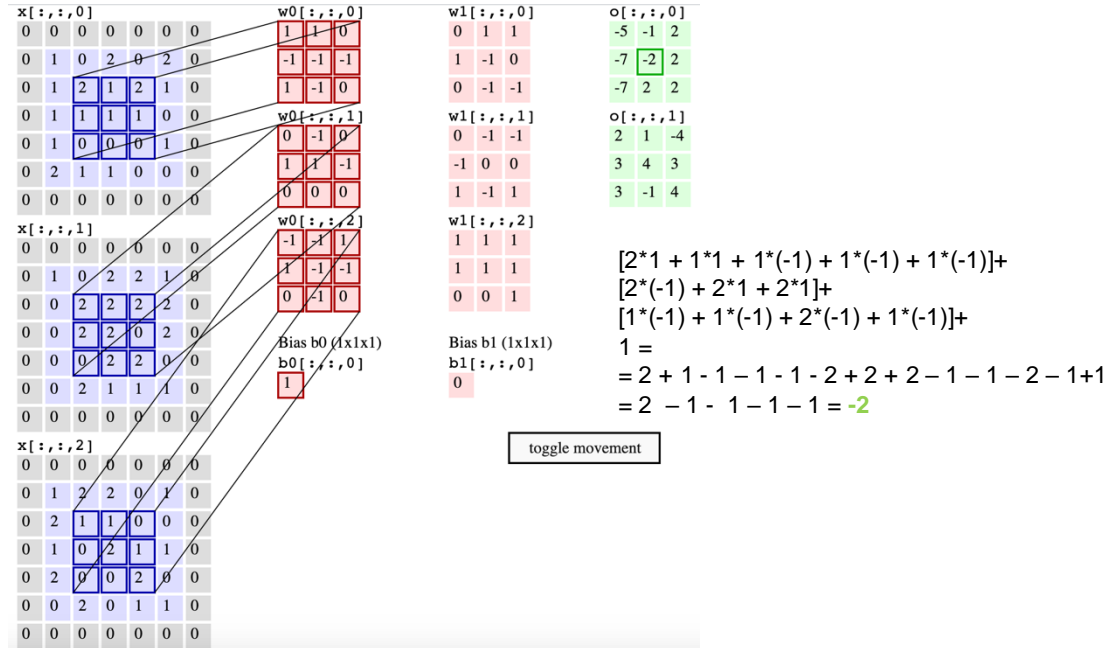 x[:,:,0]
0 0 0 0 0 0 0
0 1 0 2 0 2 0
0 1 2 1 2 1 0
0 1 1 1 1 0 0
0 1 0 0 0 1 0
0 2 1 1 0 0 0
0 0 0 0 0 0 0
x[:,:,1]
0 0 0 0 0 0 0
0 1 0 2 2 1 0
0 0 2 2 2 2 0
0 0 2 2 0 2 0
0 0 0 2 2 0 0
0 0 2 1 1 1 0
0 0 0 0 0 0 0
x[:,:,2]
0 0 0 0 0 0 0
0 1 2 2 0 1 0
0 2 1 1 0 0 0
0 1 0 2 1 1 0
0 2 0 0 2 0 0
0 0 2 0 1 1 0
0 0 0 0 0 0 0
w0[:,:,0]
1 1 0
-1 -1 -1
1 -1 0
w0[:,:,1]
0 -1 0
1 1 -1
0 0 0
w0[:,:,2]
-1 -1 1
1 -1 -1
0 -1 0
Bias b0 (1x1x1)
b0[:,:,0]
1
w1[:,:,0]
0 1 1
1 -1 0
0 -1 -1
w1[:,:,1]
0 -1 -1
-1 0 0
1 -1 1
w1[:,:,2]
1 1 1
1 1 1
0 0 1
Bias b1 (1x1x1)
b1[:,:,0]
0
o[:,:,0]
-5 -1 2
-7 -2 2
-7 2 2
o[:,:,1]
2 1 -4
3 4 3
3 -1 4
toggle movement
[2*1 + 1*1 + 1*(-1) + 1*(-1) + 1*(-1)]+
[2*(-1) + 2*1 + 2*1]+
[1*(-1) + 1*(-1) + 2*(-1) + 1*(-1)]+
1 =
= 2 + 1 - 1 – 1 - 1 - 2 + 2 + 2 – 1 – 1 – 2 – 1+1
= 2 – 1 - 1 – 1 – 1 = -2